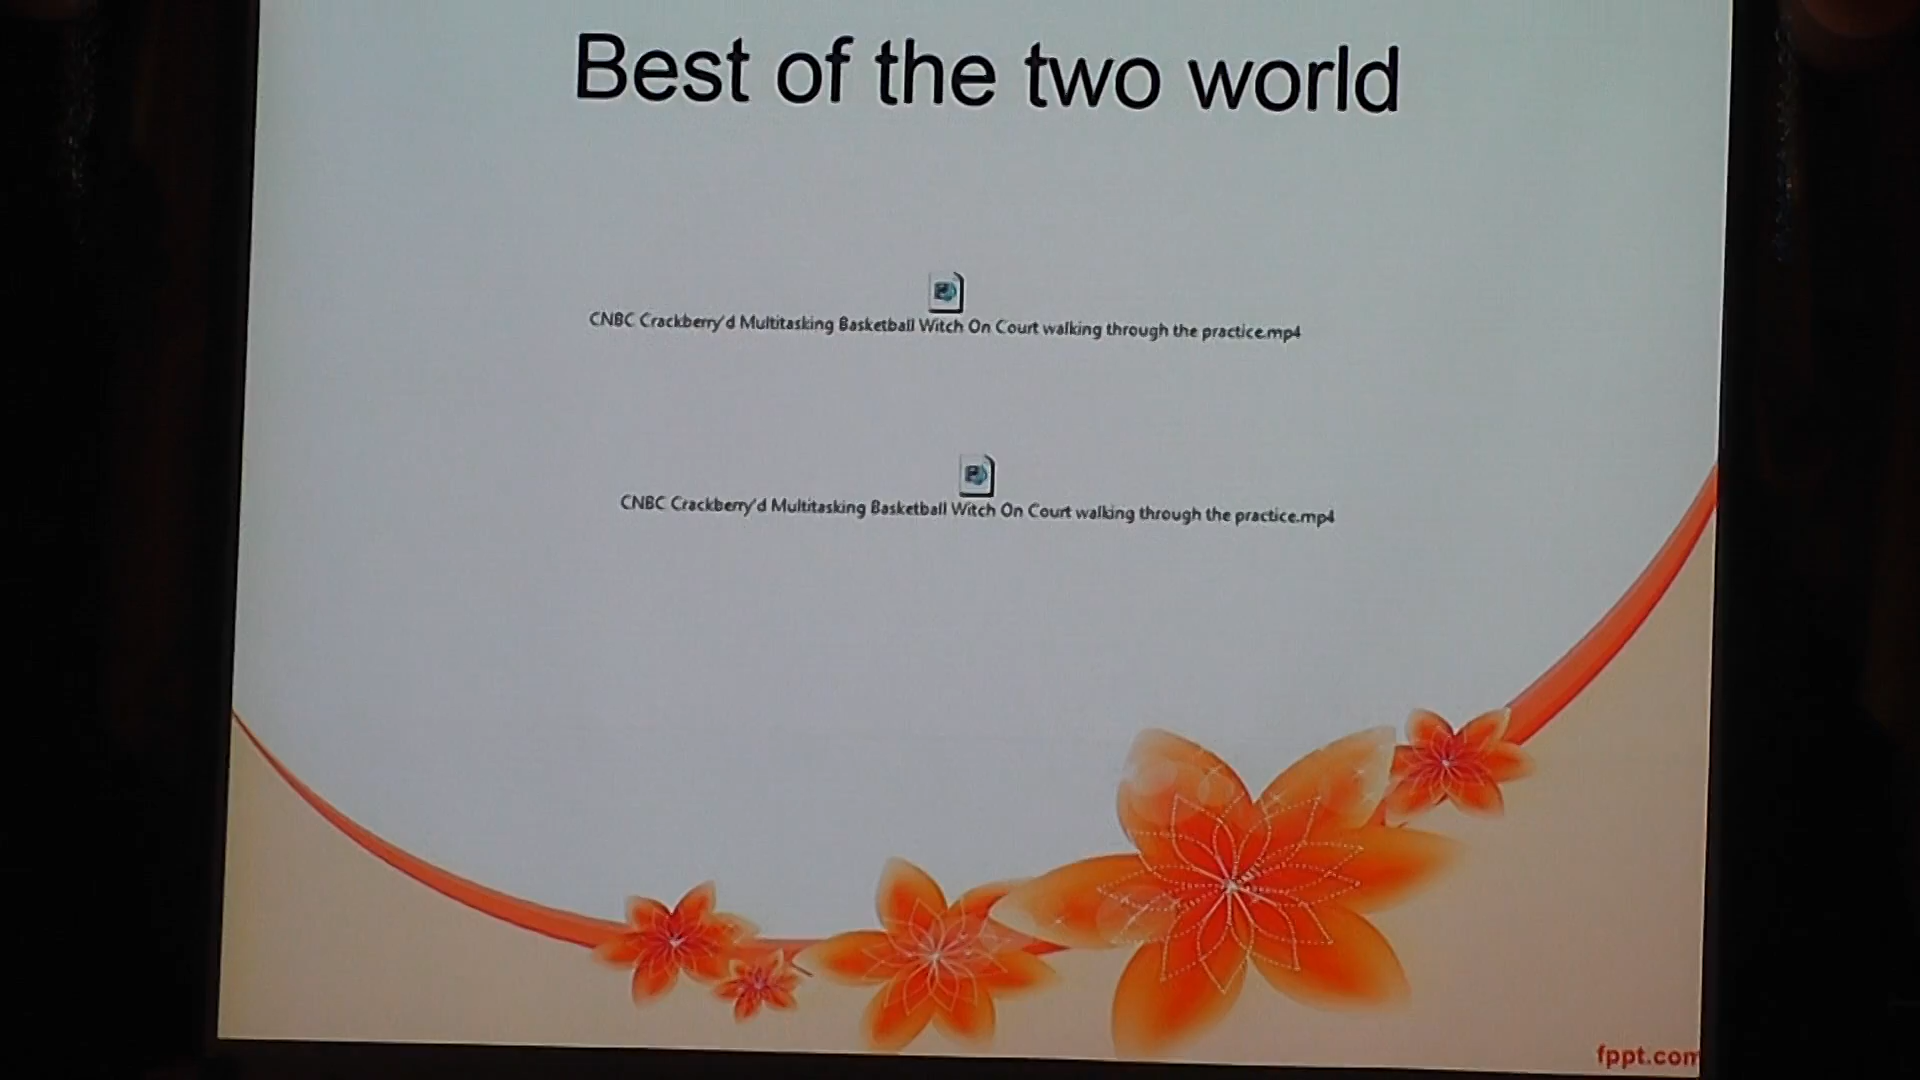 Best of the two world
CNBC Crackberry'd Multitasking Basketball Witch On Court walking through the practice.mp4
CNBC Crackberry'd Multitasking Basketball Witch On Court walking through the practice.mp4
fppt.com